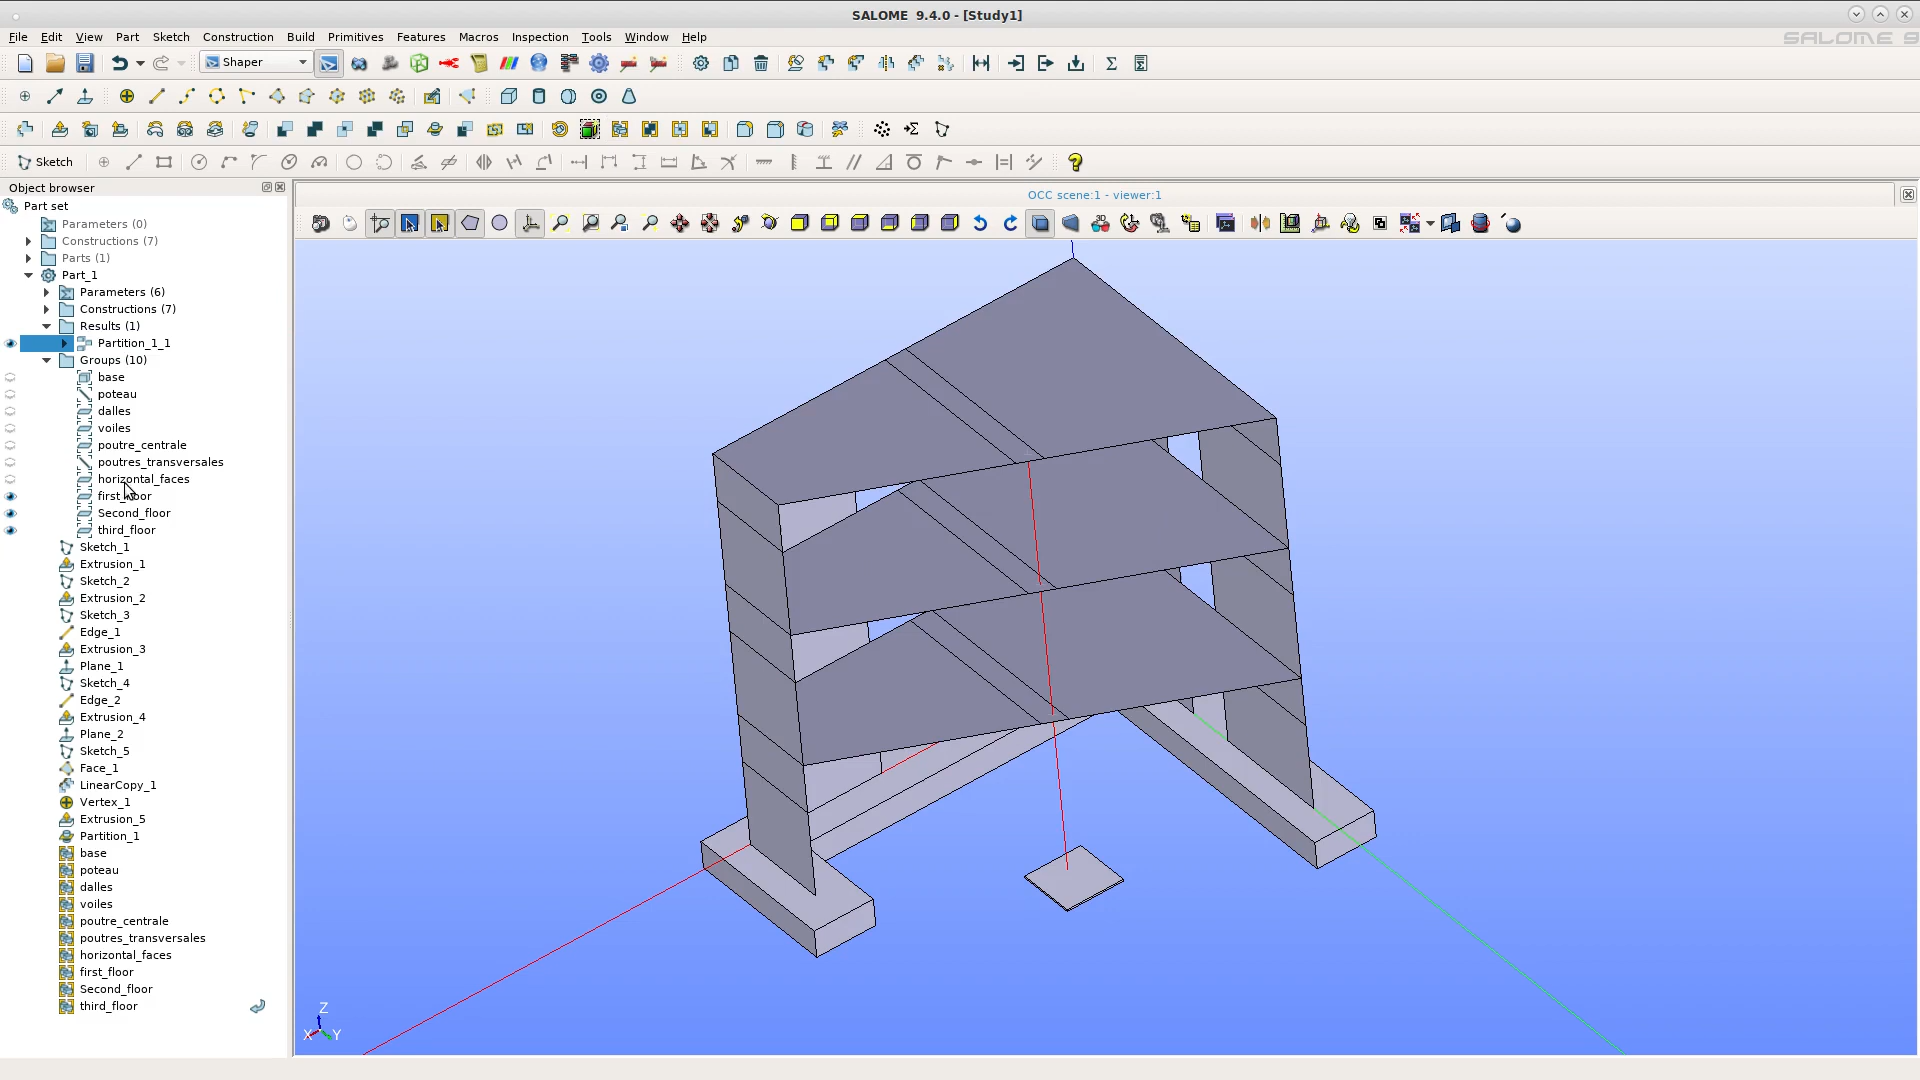 SALOME 9.4.0 - [Study1]
File Edit View Part Sketch Construction Build Primitives Features Macros Inspection Tools Window Help
SALOME 9
Shaper
Sketch
Object browser
OCC scene:1 - viewer:1
Part set
Parameters (0)
Constructions (7)
Parts (1)
Part_1
Parameters (6)
Constructions (7)
Results (1)
Partition_1_1
Groups (10)
base
poteau
dalles
voiles
poutre_centrale
poutres_transversales
horizontal_faces
first_floor
Second_floor
third_floor
Sketch_1
Extrusion_1
Sketch_2
Extrusion_2
Sketch_3
Edge_1
Extrusion_3
Plane_1
Sketch_4
Edge_2
Extrusion_4
Plane_2
Sketch_5
Face_1
LinearCopy_1
Vertex_1
Extrusion_5
Partition_1
base
poteau
dalles
voiles
poutre_centrale
poutres_transversales
horizontal_faces
first_floor
Second_floor
third_floor
Z
X Y